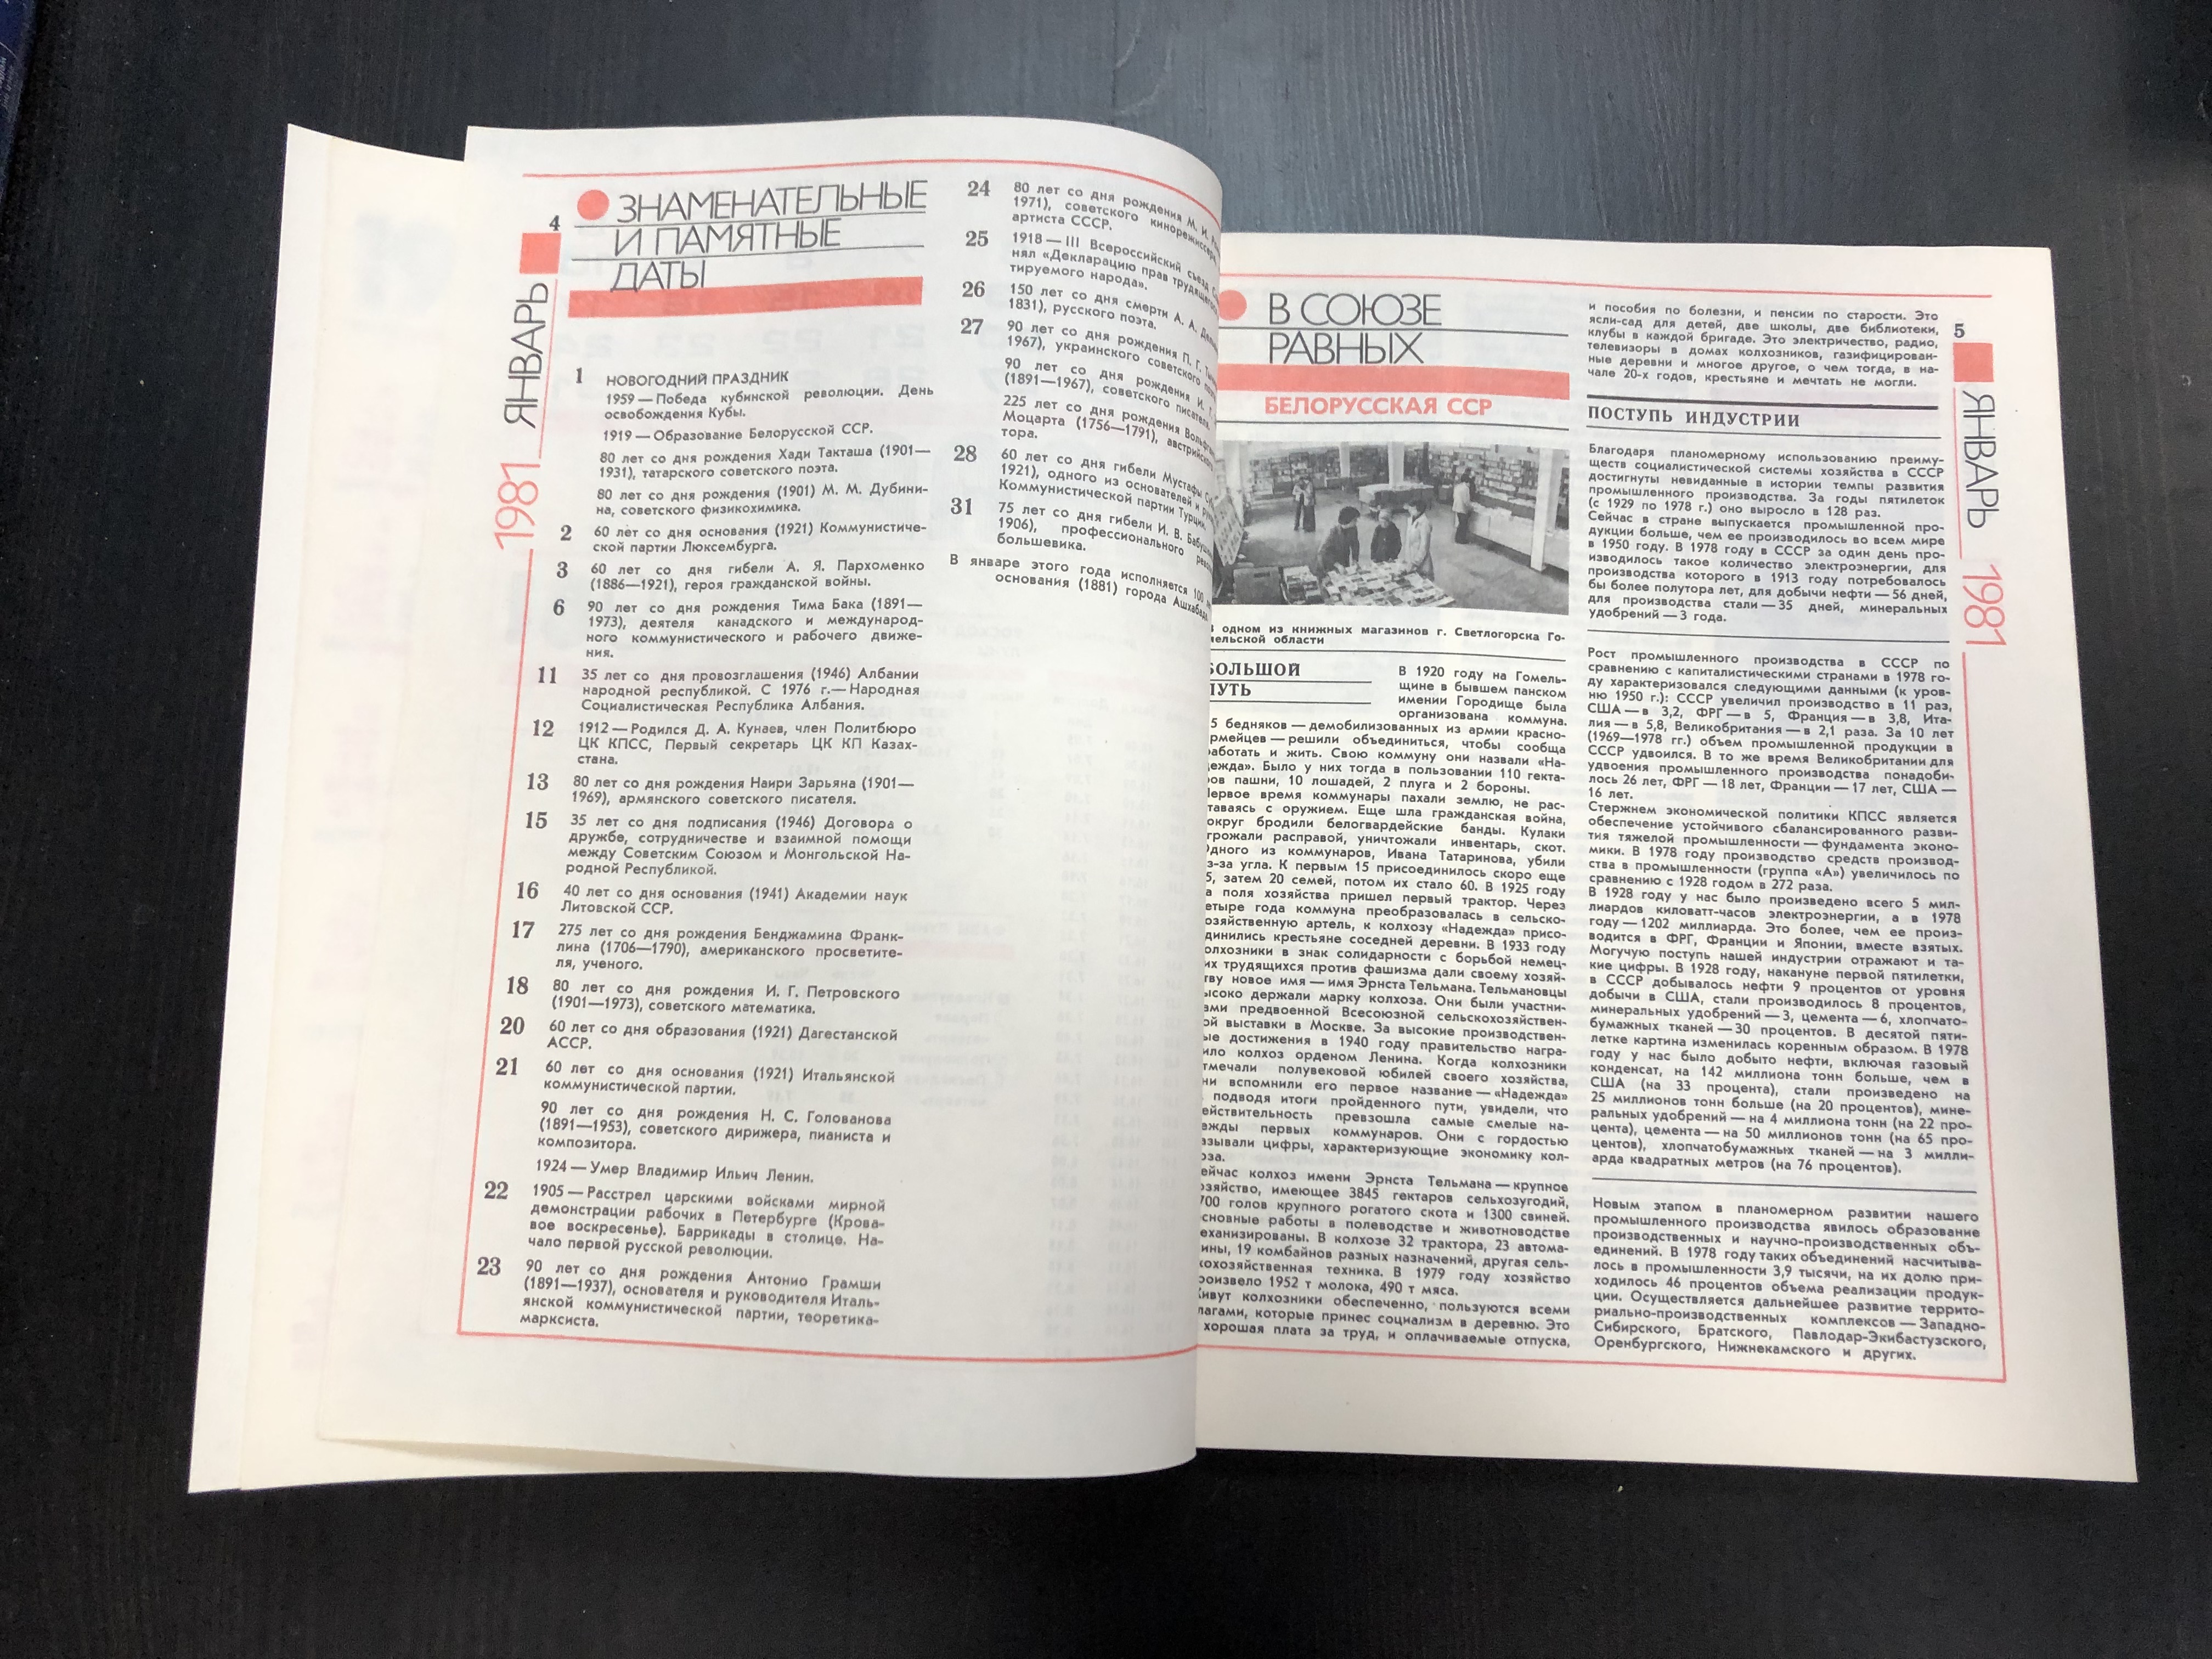 4
ЗНАМЕНАТЕЛЬНЫЕ
И ПАМЯТНЫЕ
ДАТЫ
ЯНВАРЬ
1981
1 НОВОГОДНИЙ ПРАЗДНИК
1959 — Победа кубинской революции. День
освобождения Кубы.
1919 — Образование Белорусской ССР.
80 лет со дня рождения Хади Такташа (1901—
1931), татарского советского поэта.
80 лет со дня рождения (1901) М. М. Дубини-
на, советского физикохимика.
2 60 лет со дня основания (1921) Коммунистиче-
ской партии Люксембурга.
3 60 лет со дня гибели А. Я. Пархоменко
(1886—1921), героя гражданской войны.
6 90 лет со дня рождения Тима Бака (1891—
1973), деятеля канадского и международ-
ного коммунистического и рабочего движе-
ния.
11 35 лет со дня провозглашения (1946) Албании
народной республикой. С 1976 г.— Народная
Социалистическая Республика Албания.
12 1912 — Родился Д. А. Кунаев, член Политбюро
ЦК КПСС, Первый секретарь ЦК КП Казах-
стана.
13 80 лет со дня рождения Наири Зарьяна (1901—
1969), армянского советского писателя.
15 35 лет со дня подписания (1946) Договора о
дружбе, сотрудничестве и взаимной помощи
между Советским Союзом и Монгольской На-
родной Республикой.
16 40 лет со дня основания (1941) Академии наук
Литовской ССР.
17 275 лет со дня рождения Бенджамина Франк-
лина (1706—1790), американского просветите-
ля, ученого.
18 80 лет со дня рождения И. Г. Петровского
(1901—1973), советского математика.
20 60 лет со дня образования (1921) Дагестанской
АССР.
21 60 лет со дня основания (1921) Итальянской
коммунистической партии.
90 лет со дня рождения Н. С. Голованова
(1891—1953), советского дирижера, пианиста и
композитора.
1924 — Умер Владимир Ильич Ленин.
22 1905 — Расстрел царскими войсками мирной
демонстрации рабочих в Петербурге (Крова-
вое воскресенье). Баррикады в столице. На-
чало первой русской революции.
23 90 лет со дня рождения Антонио Грамши
(1891—1937), основателя и руководителя Италь-
янской коммунистической партии, теоретика-
марксиста.
24 80 лет со дня рождения М. И.
1971), советского кинорежиссера,
артиста СССР.
25 1918 — III Всероссийский съезд
нял «Декларацию прав трудящегося
тируемого народа».
26 150 лет со дня смерти А. А.
1831), русского поэта.
27 90 лет со дня рождения П. Г.
1967), украинского советского
90 лет со дня рождения И. Г.
(1891—1967), советского писателя.
225 лет со дня рождения
Моцарта (1756—1791), австрийского
тора.
28 60 лет со дня гибели Мустафы
1921), одного из основателей и
Коммунистической партии Турции.
31 75 лет со дня гибели И. В.
1906), профессионального
большевика.
В январе этого года исполняется 100
основания (1881) города Ашхабада.
В СОЮЗЕ
РАВНЫХ
БЕЛОРУССКАЯ ССР
одном из книжных магазинов г. Светлогорска Го-
мельской области
БОЛЬШОЙ
ПУТЬ
В 1920 году на Гомель-
щине в бывшем панском
имении Городище была
организована коммуна.
бедняков — демобилизованных из армии красно-
армейцев — решили объединиться, чтобы сообща
работать и жить. Свою коммуну они назвали «На-
дежда». Было у них тогда в пользовании 110 гекта-
ров пашни, 10 лошадей, 2 плуга и 2 бороны.
Первое время коммунары пахали землю, не рас-
ставаясь с оружием. Еще шла гражданская война,
вокруг бродили белогвардейские банды. Кулаки
угрожали расправой, уничтожали инвентарь, скот.
Одного из коммунаров, Ивана Татаринова, убили
из-за угла. К первым 15 присоединилось скоро еще
5, затем 20 семей, потом их стало 60. В 1925 году
на поля хозяйства пришел первый трактор. Через
четыре года коммуна преобразовалась в сельско-
хозяйственную артель, к колхозу «Надежда» присо-
единились крестьяне соседней деревни. В 1933 году
колхозники в знак солидарности с борьбой немец-
ких трудящихся против фашизма дали своему хозяй-
ству новое имя — имя Эрнста Тельмана. Тельмановцы
высоко держали марку колхоза. Они были участни-
ками предвоенной Всесоюзной сельскохозяйствен-
ной выставки в Москве. За высокие производствен-
ные достижения в 1940 году правительство награ-
дило колхоз орденом Ленина. Когда колхозники
отмечали полувековой юбилей своего хозяйства,
они вспомнили его первое название — «Надежда»
подводя итоги пройденного пути, увидели, что
действительность превзошла самые смелые на-
дежды первых коммунаров. Они с гордостью
называли цифры, характеризующие экономику кол-
хоза.
Сейчас колхоз имени Эрнста Тельмана — крупное
хозяйство, имеющее 3845 гектаров сельхозугодий,
700 голов крупного рогатого скота и 1300 свиней.
Основные работы в полеводстве и животноводстве
механизированы. В колхозе 32 трактора, 23 автома-
шины, 19 комбайнов разных назначений, другая сель-
скохозяйственная техника. В 1979 году хозяйство
произвело 1952 т молока, 490 т мяса.
Живут колхозники обеспеченно, пользуются всеми
благами, которые принес социализм в деревню. Это
хорошая плата за труд, и оплачиваемые отпуска,
и пособия по болезни, и пенсии по старости. Это
ясли-сад для детей, две школы, две библиотеки,
клубы в каждой бригаде. Это электричество, радио,
телевизоры в домах колхозников, газифицирован-
ные деревни и многое другое, о чем тогда, в на-
чале 20-х годов, крестьяне и мечтать не могли.
ПОСТУПЬ ИНДУСТРИИ
Благодаря планомерному использованию преиму-
ществ социалистической системы хозяйства в СССР
достигнуты невиданные в истории темпы развития
промышленного производства. За годы пятилеток
(с 1929 по 1978 г.) оно выросло в 128 раз.
Сейчас в стране выпускается промышленной про-
дукции больше, чем ее производилось во всем мире
в 1950 году. В 1978 году в СССР за один день про-
изводилось такое количество электроэнергии, для
производства которого в 1913 году потребовалось
бы более полутора лет, для добычи нефти — 56 дней,
для производства стали — 35 дней, минеральных
удобрений — 3 года.
Рост промышленного производства в СССР по
сравнению с капиталистическими странами в 1978 го-
ду характеризовался следующими данными (к уров-
ню 1950 г.): СССР увеличил производство в 11 раз,
США — в 3,2, ФРГ — в 5, Франция — в 3,8, Ита-
лия — в 5,8, Великобритания — в 2,1 раза. За 10 лет
(1969—1978 гг.) объем промышленной продукции в
СССР удвоился. В то же время Великобритании для
удвоения промышленного производства понадоби-
лось 26 лет, ФРГ — 18 лет, Франции — 17 лет, США —
16 лет.
Стержнем экономической политики КПСС является
обеспечение устойчивого сбалансированного разви-
тия тяжелой промышленности — фундамента эконо-
мики. В 1978 году производство средств производ-
ства в промышленности (группа «А») увеличилось по
сравнению с 1928 годом в 272 раза.
В 1928 году у нас было произведено всего 5 мил-
лиардов киловатт-часов электроэнергии, а в 1978
году — 1202 миллиарда. Это более, чем ее произ-
водится в ФРГ, Франции и Японии, вместе взятых.
Могучую поступь нашей индустрии отражают и та-
кие цифры. В 1928 году, накануне первой пятилетки,
в СССР добывалось нефти 9 процентов от уровня
добычи в США, стали производилось 8 процентов,
минеральных удобрений — 3, цемента — 6, хлопчато-
бумажных тканей — 30 процентов. В десятой пяти-
летке картина изменилась коренным образом. В 1978
году у нас было добыто нефти, включая газовый
конденсат, на 142 миллиона тонн больше, чем в
США (на 33 процента), стали произведено на
25 миллионов тонн больше (на 20 процентов), мине-
ральных удобрений — на 4 миллиона тонн (на 22 про-
цента), цемента — на 50 миллионов тонн (на 65 про-
центов), хлопчатобумажных тканей — на 3 милли-
арда квадратных метров (на 76 процентов).
Новым этапом в планомерном развитии нашего
промышленного производства явилось образование
производственных и научно-производственных объ-
единений. В 1978 году таких объединений насчитыва-
лось в промышленности 3,9 тысячи, на их долю при-
ходилось 46 процентов объема реализации продук-
ции. Осуществляется дальнейшее развитие террито-
риально-производственных комплексов — Западно-
Сибирского, Братского, Павлодар-Экибастузского,
Оренбургского, Нижнекамского и других.
5
ЯНВАРЬ
1981